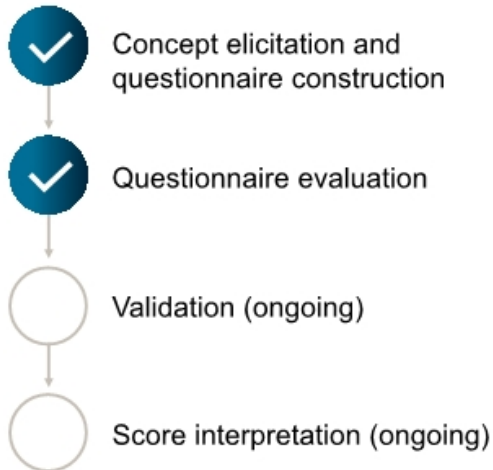 Concept elicitation and
questionnaire construction
Questionnaire evaluation
Validation (ongoing)
Score interpretation (ongoing)